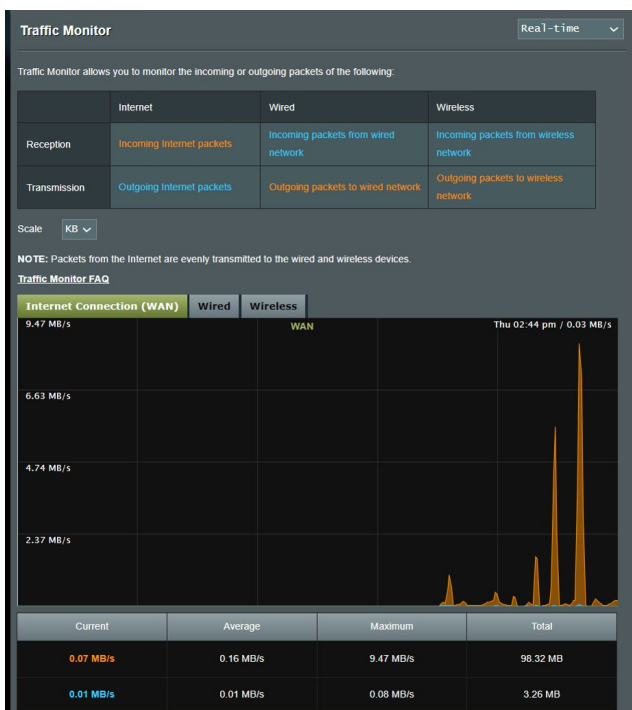 Traffic Monitor
Real-time
Traffic Monitor allows you to monitor the incoming or outgoing packets of the following:
Internet Wired Wireless
Reception Incoming Internet packets Incoming packets from wired network Incoming packets from wireless network
Transmission Outgoing Internet packets Outgoing packets to wired network Outgoing packets to wireless network
Scale KB
NOTE: Packets from the Internet are evenly transmitted to the wired and wireless devices.
Traffic Monitor FAQ
Internet Connection (WAN) Wired Wireless
9.47 MB/s WAN Thu 02:44 pm / 0.03 MB/s
6.63 MB/s
4.74 MB/s
2.37 MB/s
Current Average Maximum Total
0.07 MB/s 0.16 MB/s 9.47 MB/s 98.32 MB
0.01 MB/s 0.01 MB/s 0.08 MB/s 3.26 MB